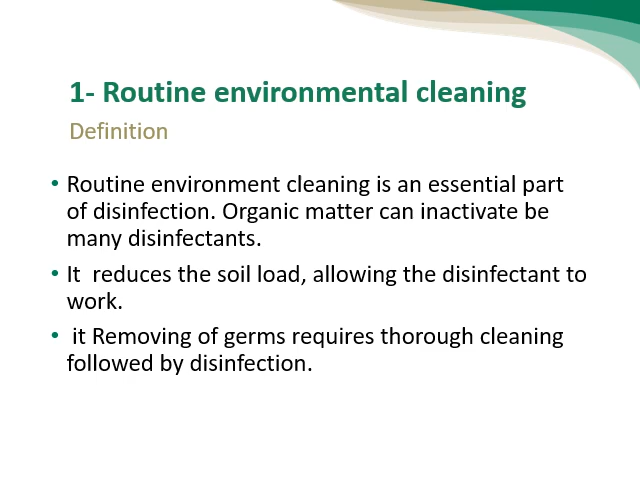 1- Routine environmental cleaning
Definition
• Routine environment cleaning is an essential part
of disinfection. Organic matter can inactivate be
many disinfectants.
• It  reduces the soil load, allowing the disinfectant to
work.
•  it Removing of germs requires thorough cleaning
followed by disinfection.